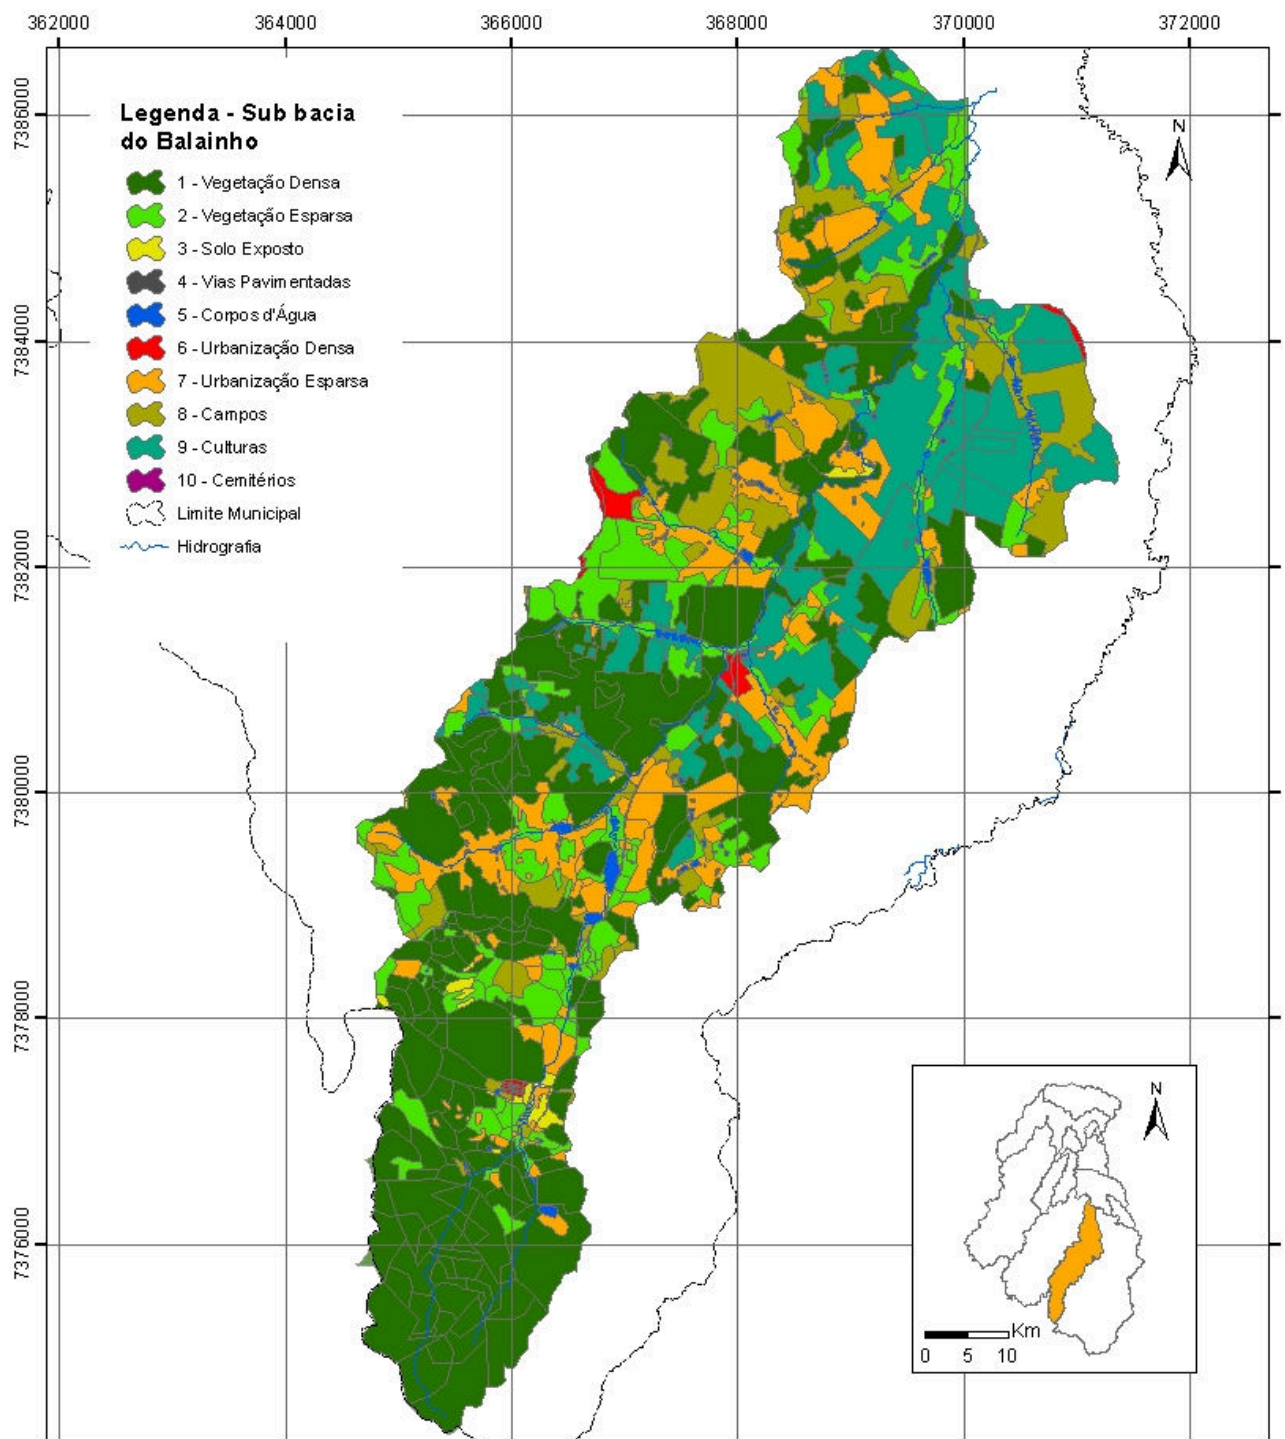 362000 364000 366000 368000 370000 372000
7386000
7384000
7382000
7380000
7378000
7376000
Legenda - Sub bacia
do Balainho
1 - Vegetação Densa
2 - Vegetação Esparsa
3 - Solo Exposto
4 - Vias Pavimentadas
5 - Corpos d'Água
6 - Urbanização Densa
7 - Urbanização Esparsa
8 - Campos
9 - Culturas
10 - Cemitérios
Limite Municipal
Hidrografia
N
N
Km
0 5 10